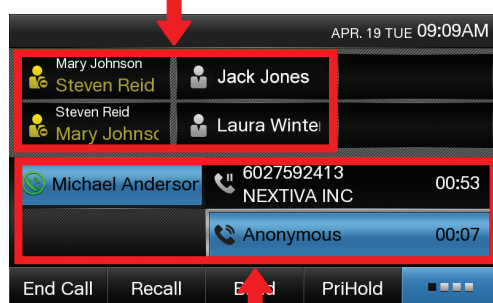 APR. 19 TUE 09:09AM
Mary Johnson
Steven Reid
Jack Jones
Steven Reid
Mary Johnsc
Laura Winte
Michael Anderson
6027592413
NEXTIVA INC
00:53
Anonymous
00:07
End Call
Recall
PriHold